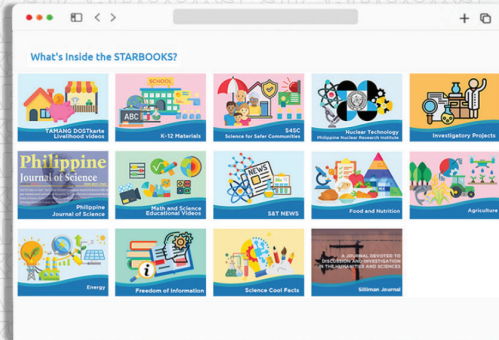 What's Inside the STARBOOKS?
TAMANG DOSTkarte
Livelihood videos
SCHOOL
ABC
K-12 Materials
S4SC
Science for Safer Communities
Nuclear Technology
Philippine Nuclear Research Institute
Investigatory Projects
Philippine
Journal of Science
Philippine
Journal of Science
Math and Science
Educational Videos
NEWS
S&T NEWS
Food and Nutrition
Agriculture
Energy
i
Freedom of Information
Science Cool Facts
A JOURNAL DEVOTED TO
DISCUSSION AND INVESTIGATION
IN THE HUMANITIES AND SCIENCES
Silliman Journal